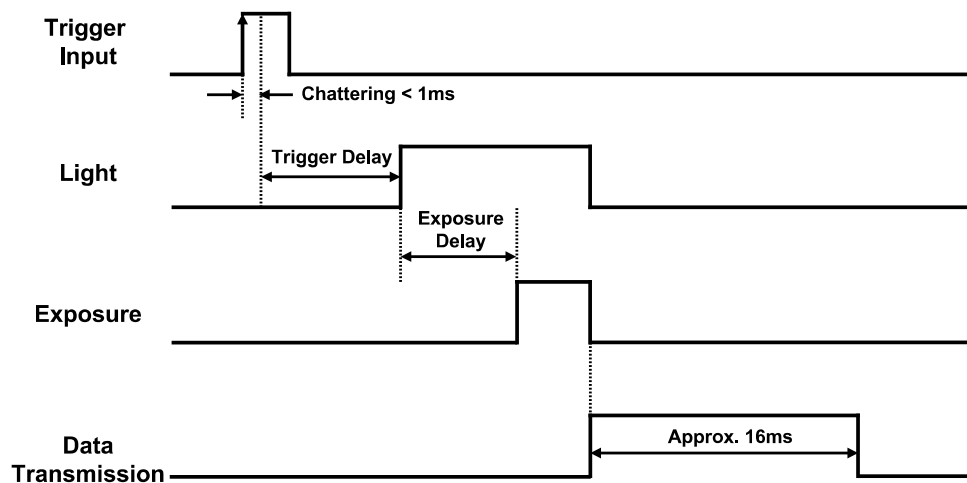 Trigger
Input
Chattering < 1ms
Trigger Delay
Light
Exposure
Delay
Exposure
Approx. 16ms
Data
Transmission